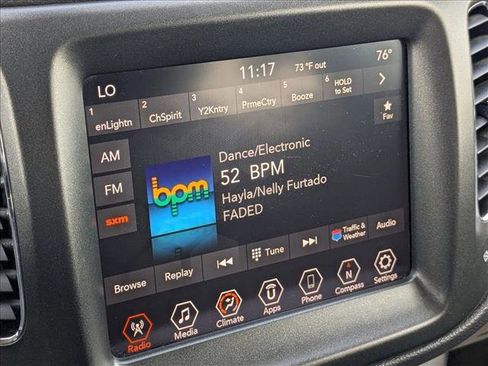 LO 11:17 73 °F out 76°
1 enLightn 2 ChSpirit 3 Y2Kntry 4 PrmeCtry 5 Booze 6 HOLD to Set
Fav
AM
FM
sxm
bpm
Dance/Electronic
52 BPM
Hayla/Nelly Furtado
FADED
Browse Replay Tune Traffic & Weather Audio
Radio Media Climate Apps Phone Compass Settings
N